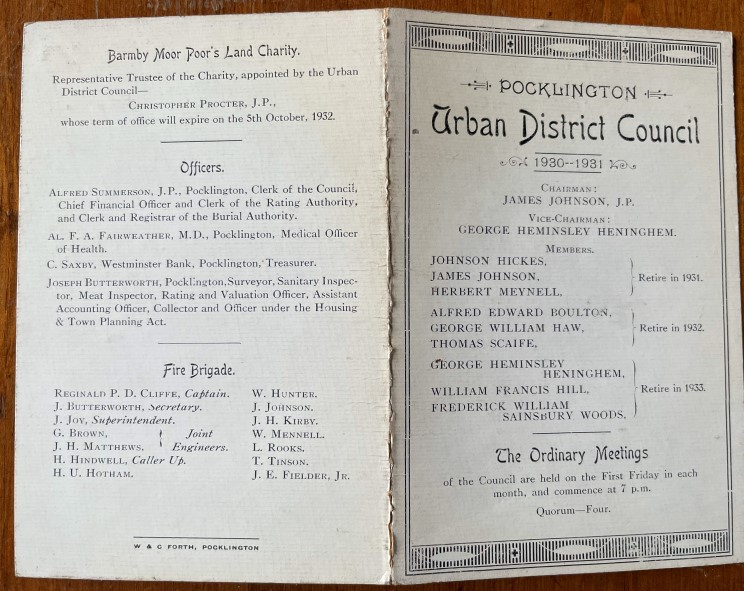 Barmby Moor Poor's Land Charity.
Representative Trustee of the Charity, appointed by the Urban
District Council—
CHRISTOPHER PROCTER, J.P.,
whose term of office will expire on the 5th October, 1932.
Officers.
ALFRED SUMMERSON, J.P., Pocklington, Clerk of the Council,
Chief Financial Officer and Clerk of the Rating Authority,
and Clerk and Registrar of the Burial Authority.
AL. F. A. FAIRWEATHER, M.D., Pocklington, Medical Officer
of Health.
C. SAXBY, Westminster Bank, Pocklington, Treasurer.
JOSEPH BUTTERWORTH, Pocklington, Surveyor, Sanitary Inspec-
tor, Meat Inspector, Rating and Valuation Officer, Assistant
Accounting Officer, Collector and Officer under the Housing
& Town Planning Act.
Fire Brigade.
REGINALD P. D. CLIFFE, Captain.
J. BUTTERWORTH, Secretary.
J. JOY, Superintendent.
G. BROWN, } Joint
J. H. MATTHEWS, } Engineers.
H. HINDWELL, Caller Up.
H. U. HOTHAM.
W. HUNTER.
J. JOHNSON.
J. H. KIRBY.
W. MENNELL.
L. ROOKS.
T. TINSON.
J. E. FIELDER, JR.
W & C FORTH, POCKLINGTON
POCKLINGTON
Urban District Council
1930--1931
CHAIRMAN:
JAMES JOHNSON, J.P.
VICE-CHAIRMAN:
GEORGE HEMINSLEY HENINGHEM.
MEMBERS.
JOHNSON HICKES,
JAMES JOHNSON, } Retire in 1931.
HERBERT MEYNELL,
ALFRED EDWARD BOULTON,
GEORGE WILLIAM HAW, } Retire in 1932.
THOMAS SCAIFE,
GEORGE HEMINSLEY
HENINGHEM,
WILLIAM FRANCIS HILL, } Retire in 1933.
FREDERICK WILLIAM
SAINSBURY WOODS,
The Ordinary Meetings
of the Council are held on the First Friday in each
month, and commence at 7 p.m.
Quorum—Four.